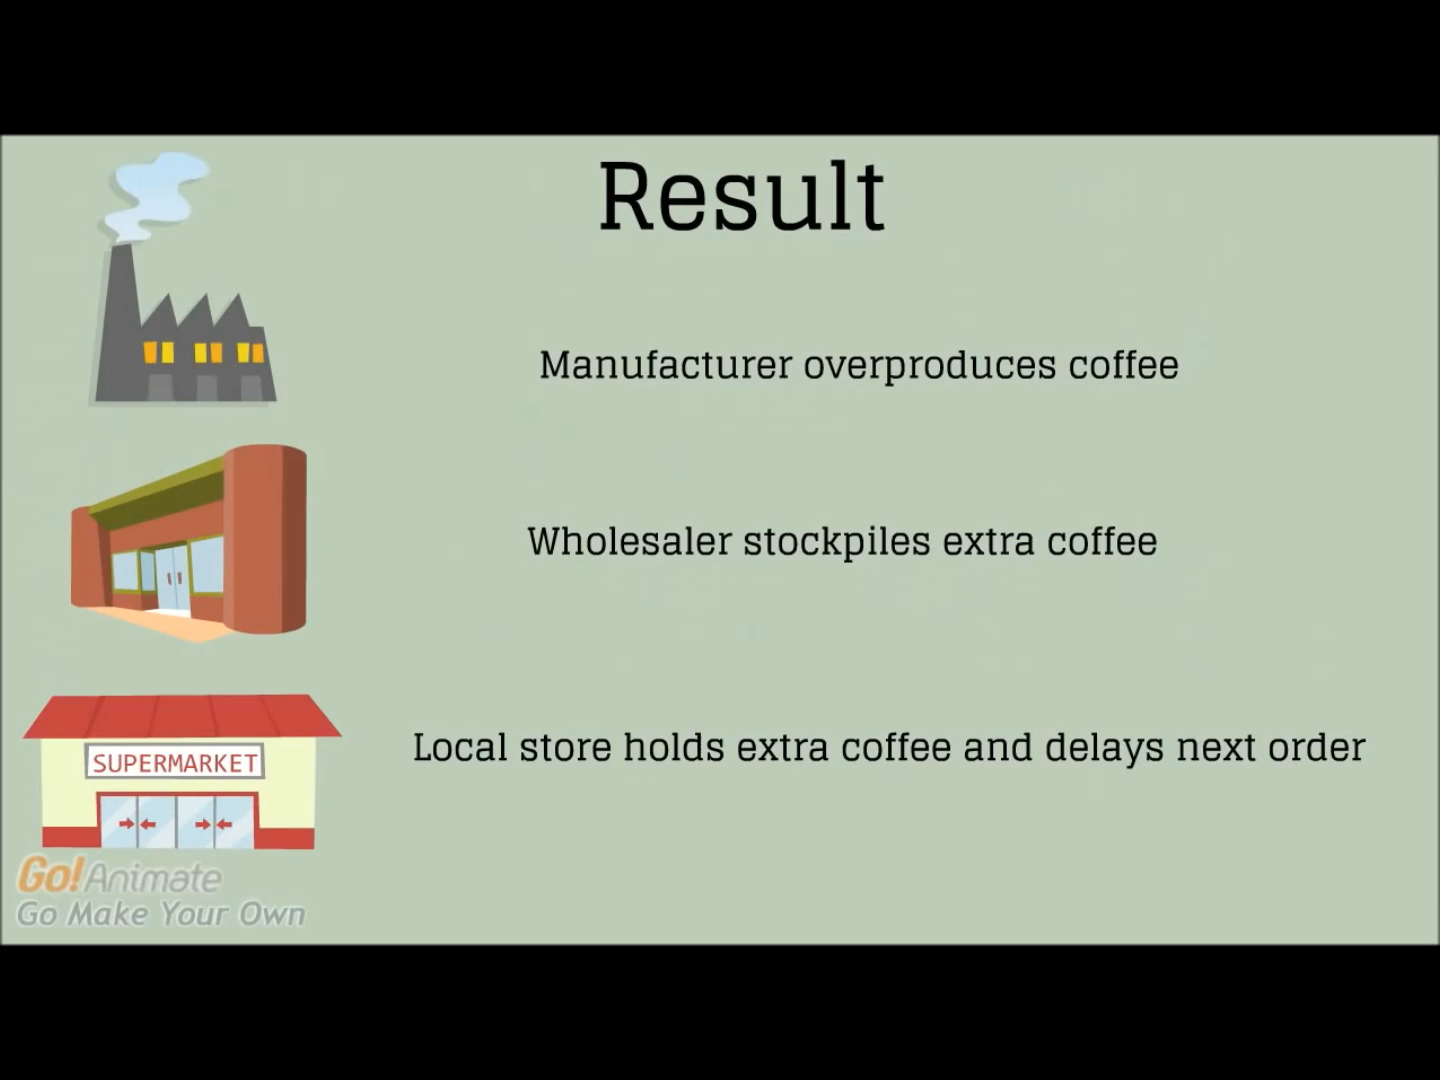 Result
Manufacturer overproduces coffee
Wholesaler stockpiles extra coffee
Local store holds extra coffee and delays next order
SUPERMARKET
Go!Animate
Go Make Your Own